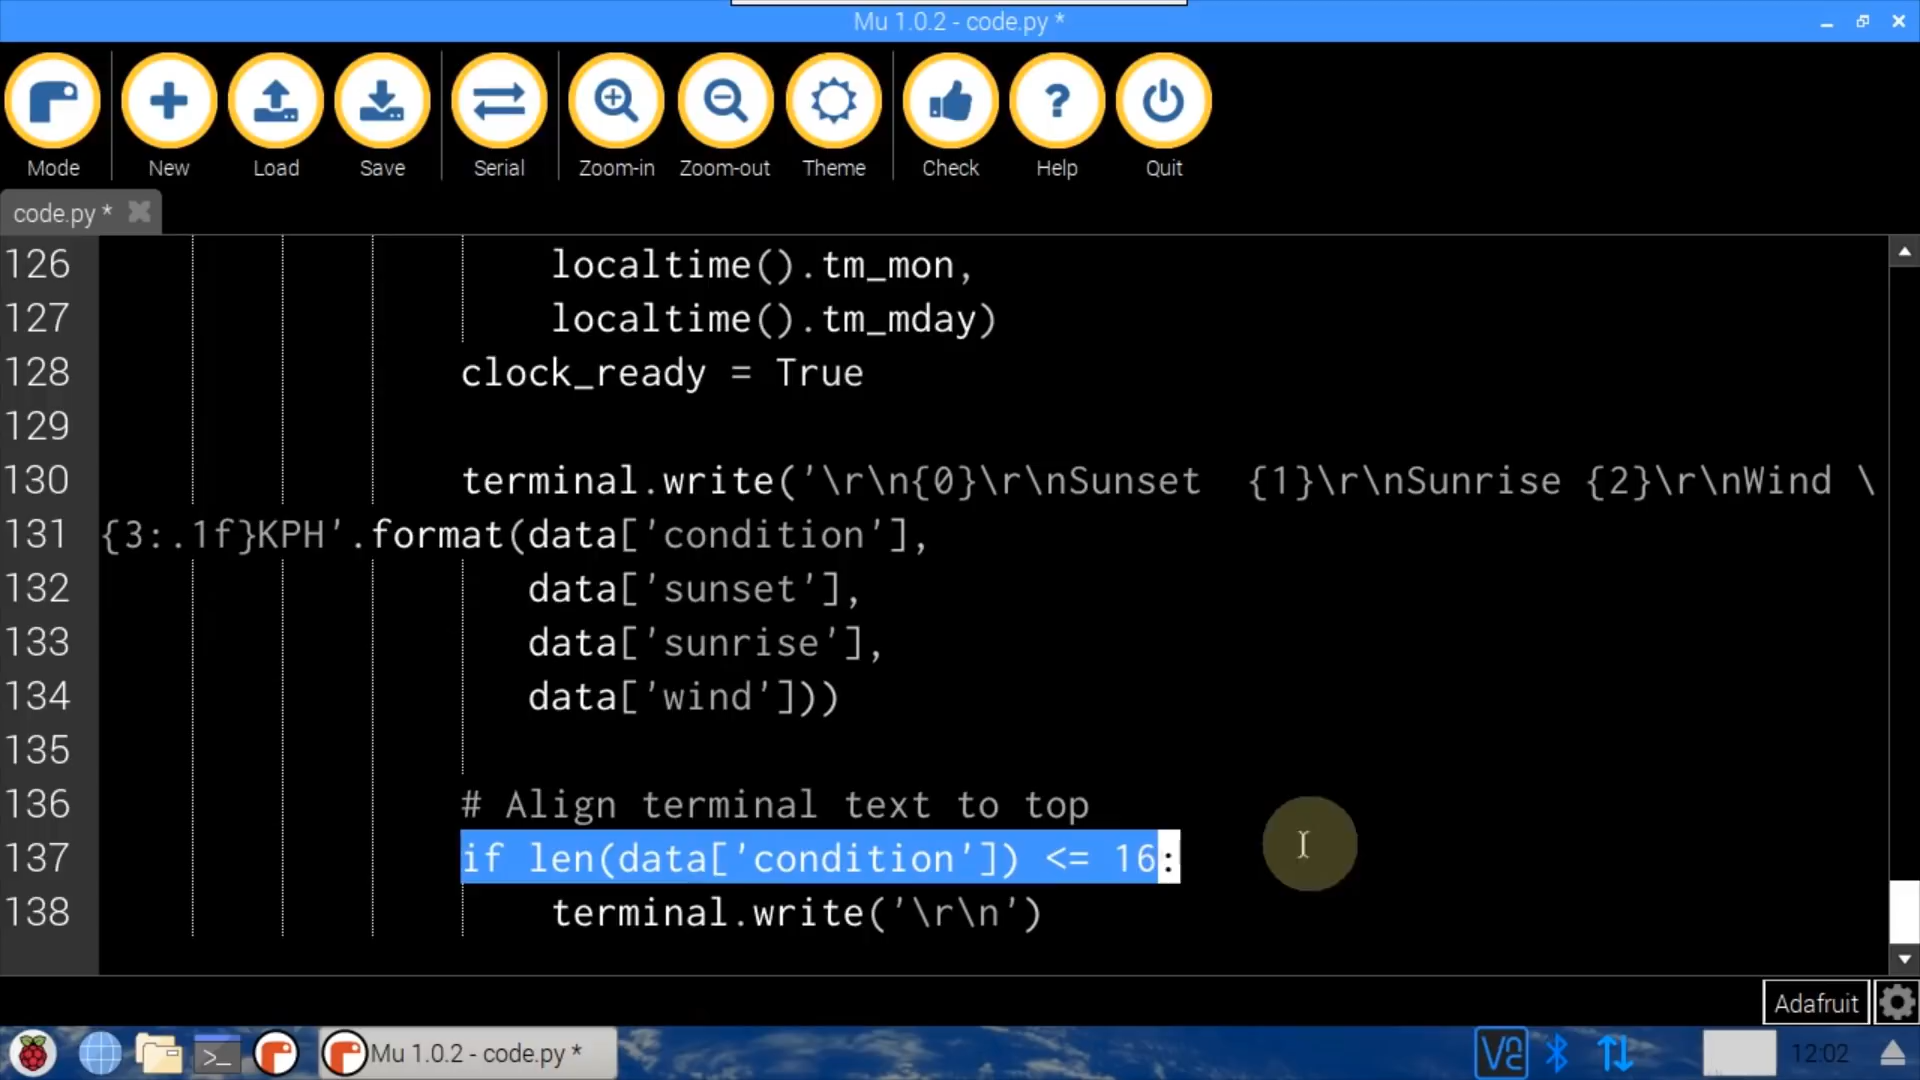 Mu 1.0.2 - code.py *
Mode New Load Save Serial Zoom-in Zoom-out Theme Check Help Quit
code.py *
126 localtime().tm_mon,
127 localtime().tm_mday)
128 clock_ready = True
129
130 terminal.write('\r\n{0}\r\nSunset  {1}\r\nSunrise {2}\r\nWind \
131 {3:.1f}KPH'.format(data['condition'],
132 data['sunset'],
133 data['sunrise'],
134 data['wind']))
135
136 # Align terminal text to top
137 if len(data['condition']) <= 16:
138 terminal.write('\r\n')
Adafruit
Mu 1.0.2 - code.py *
12:02